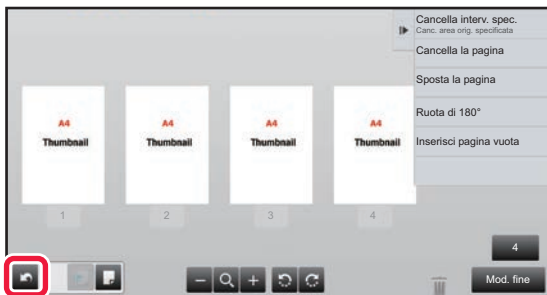 Cancella interv. spec.
Canc. area orig. specificata
Cancella la pagina
Sposta la pagina
Ruota di 180°
Inserisci pagina vuota
A4 A4 A4 A4
Thumbnail Thumbnail Thumbnail Thumbnail
1 2 3 4
4
Mod. fine